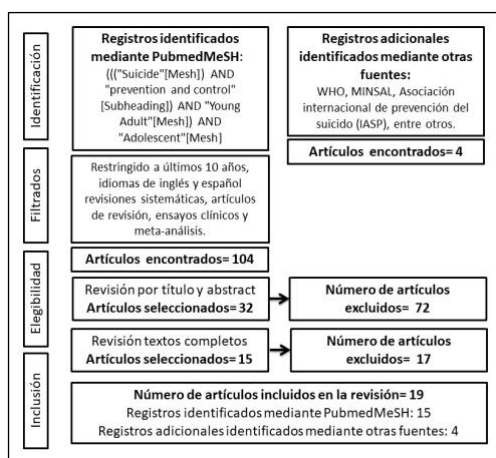 Identificación
Registros identificados
mediante PubmedMeSH:
((("Suicide"[Mesh]) AND
"prevention and control"
[Subheading]) AND "Young
Adult"[Mesh]) AND
"Adolescent"[Mesh]
Registros adicionales
identificados mediante otras
fuentes:
WHO, MINSAL, Asociación
internacional de prevención del
suicido (IASP), entre otros.
Artículos encontrados= 4
Filtrados
Restringido a últimos 10 años,
idiomas de inglés y español
revisiones sistemáticas, artículos
de revisión, ensayos clínicos y
meta-análisis.
Artículos encontrados= 104
Elegibilidad
Revisión por título y abstract
Artículos seleccionados= 32
Número de artículos
excluidos= 72
Revisión textos completos
Artículos seleccionados= 15
Número de artículos
excluidos= 17
Inclusión
Número de artículos incluidos en la revisión= 19
Registros identificados mediante PubmedMeSH: 15
Registros adicionales identificados mediante otras fuentes: 4